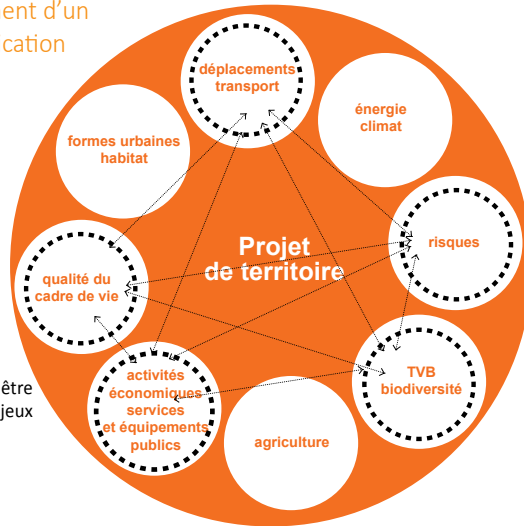 ent d’un
cation
déplacements
transport
énergie
climat
formes urbaines
habitat
Projet
de territoire
risques
qualité du
cadre de vie
être
jeux
activités
économiques
services
et équipements
publics
TVB
biodiversité
agriculture